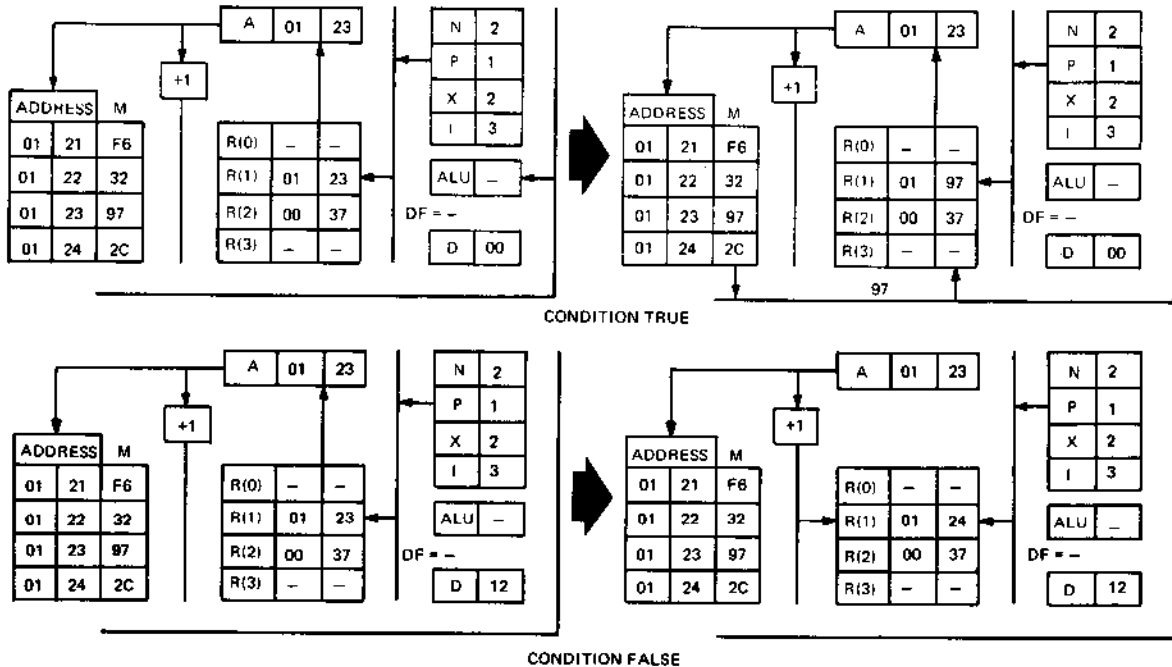 A 01 23
+1
ADDRESS M
01 21 F6
01 22 32
01 23 97
01 24 2C
R(0) – –
R(1) 01 23
R(2) 00 37
R(3) – –
N 2
P 1
X 2
I 3
ALU –
DF = –
D 00
A 01 23
+1
ADDRESS M
01 21 F6
01 22 32
01 23 97
01 24 2C
R(0) – –
R(1) 01 97
R(2) 00 37
R(3) – –
N 2
P 1
X 2
I 3
ALU –
DF = –
D 00
97
CONDITION TRUE
A 01 23
+1
ADDRESS M
01 21 F6
01 22 32
01 23 97
01 24 2C
R(0) – –
R(1) 01 23
R(2) 00 37
R(3) – –
N 2
P 1
X 2
I 3
ALU –
DF = –
D 12
A 01 23
+1
ADDRESS M
01 21 F6
01 22 32
01 23 97
01 24 2C
R(0) – –
R(1) 01 24
R(2) 00 37
R(3) – –
N 2
P 1
X 2
I 3
ALU –
DF = –
D 12
CONDITION FALSE